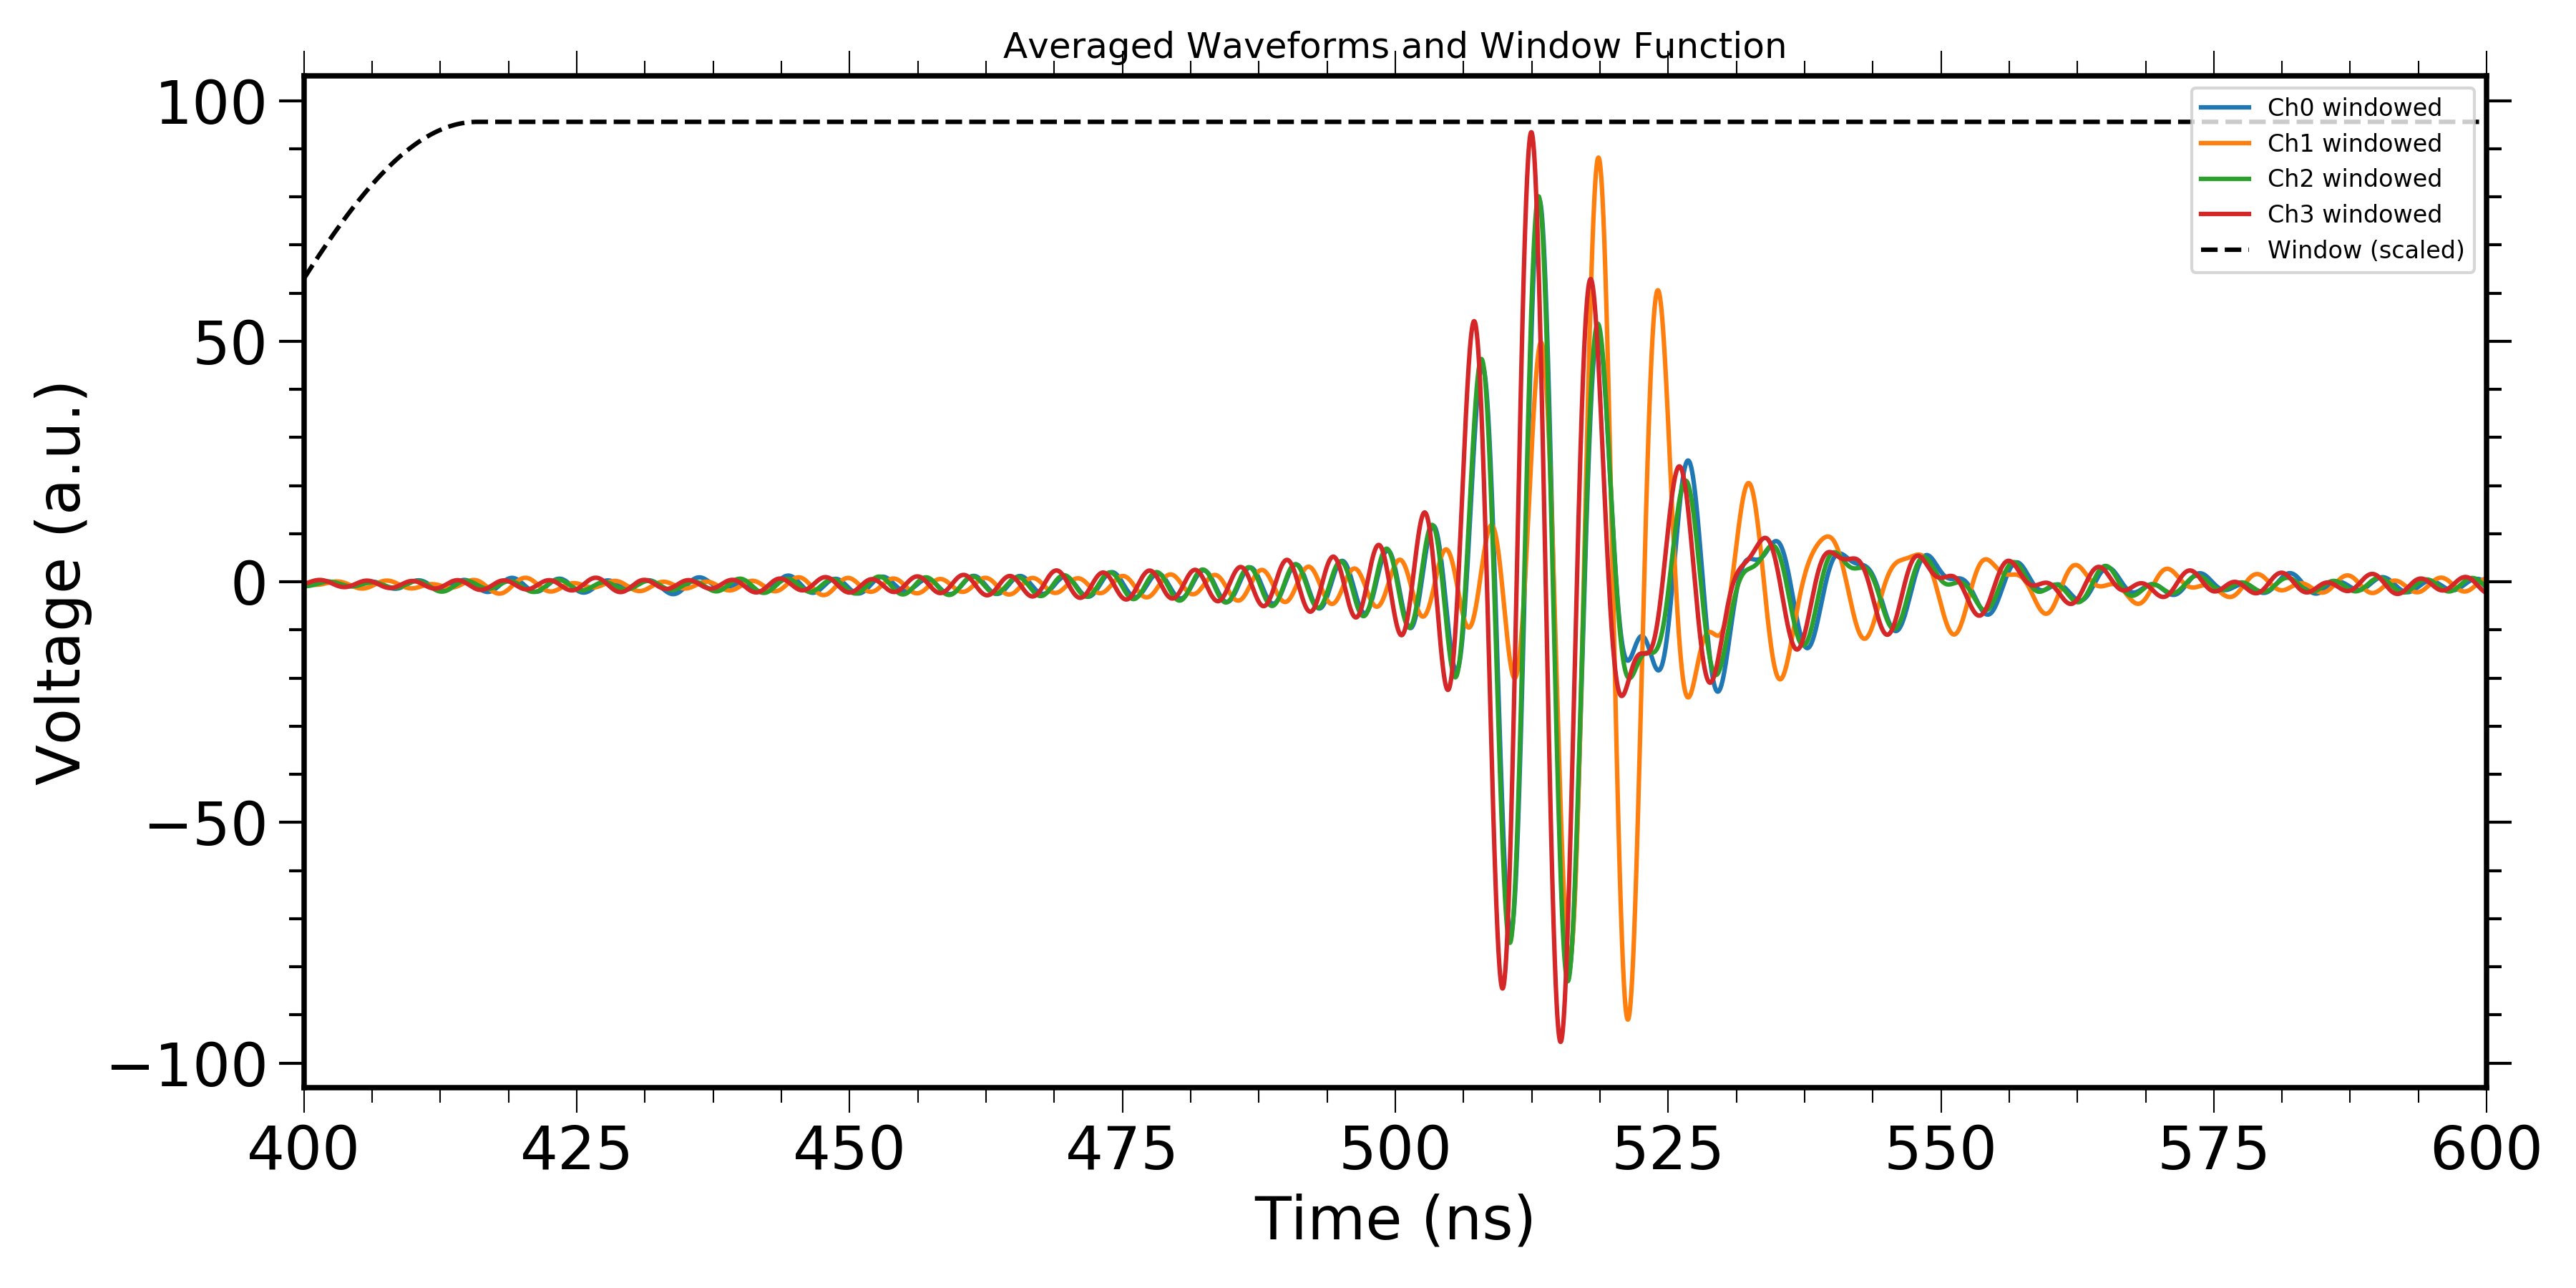 Averaged Waveforms and Window Function
Voltage (a.u.)
100
50
0
−50
−100
Ch0 windowed
Ch1 windowed
Ch2 windowed
Ch3 windowed
Window (scaled)
400 425 450 475 500 525 550 575 600
Time (ns)